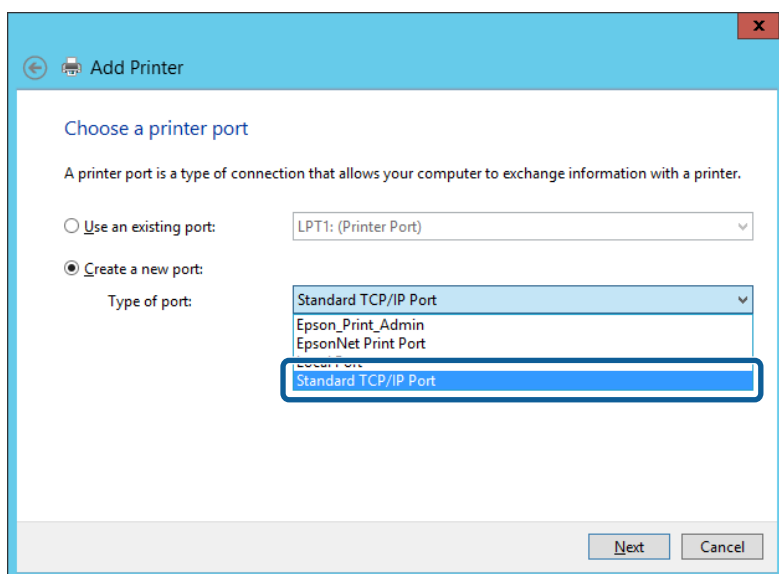 x
Add Printer
Choose a printer port
A printer port is a type of connection that allows your computer to exchange information with a printer.
Use an existing port: LPT1: (Printer Port)
Create a new port:
Type of port: Standard TCP/IP Port
Epson_Print_Admin
EpsonNet Print Port
Local Port
Standard TCP/IP Port
Next Cancel